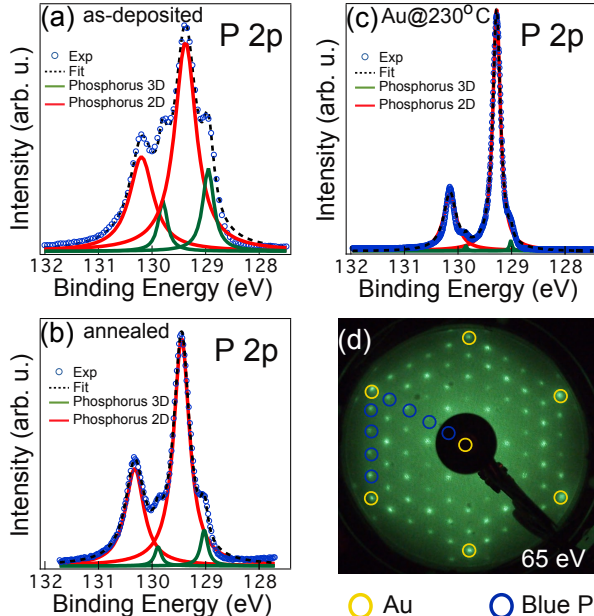 (a) as-deposited
P 2p
Exp
Fit
Phosphorus 3D
Phosphorus 2D
Intensity (arb. u.)
132 131 130 129 128
Binding Energy (eV)
(b) annealed
P 2p
Exp
Fit
Phosphorus 3D
Phosphorus 2D
Intensity (arb. u.)
132 131 130 129 128
Binding Energy (eV)
(c) Au@230°C
P 2p
Exp
Fit
Phosphorus 3D
Phosphorus 2D
Intensity (arb. u.)
132 131 130 129 128
Binding Energy (eV)
(d)
65 eV
Au Blue P